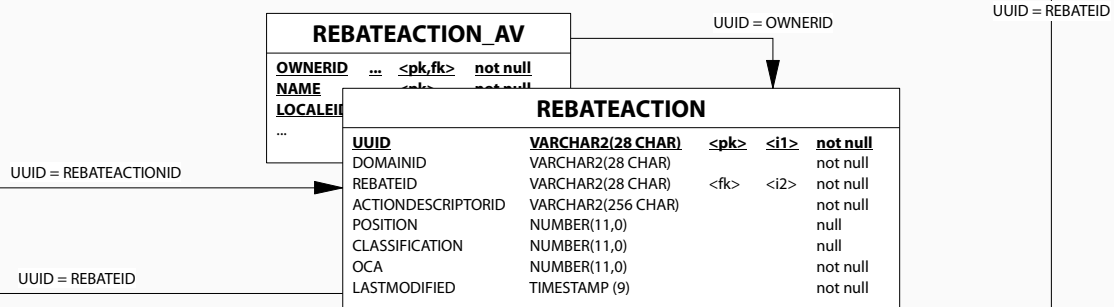 UUID = REBATEID
UUID = OWNERID
REBATEACTION_AV
OWNERID ... <pk,fk> not null
NAME <pk> not null
LOCALEID
...
REBATEACTION
UUID VARCHAR2(28 CHAR) <pk> <i1> not null
DOMAINID VARCHAR2(28 CHAR) not null
REBATEID VARCHAR2(28 CHAR) <fk> <i2> not null
ACTIONDESCRIPTORID VARCHAR2(256 CHAR) not null
POSITION NUMBER(11,0) null
CLASSIFICATION NUMBER(11,0) null
OCA NUMBER(11,0) not null
LASTMODIFIED TIMESTAMP (9) not null
UUID = REBATEACTIONID
UUID = REBATEID